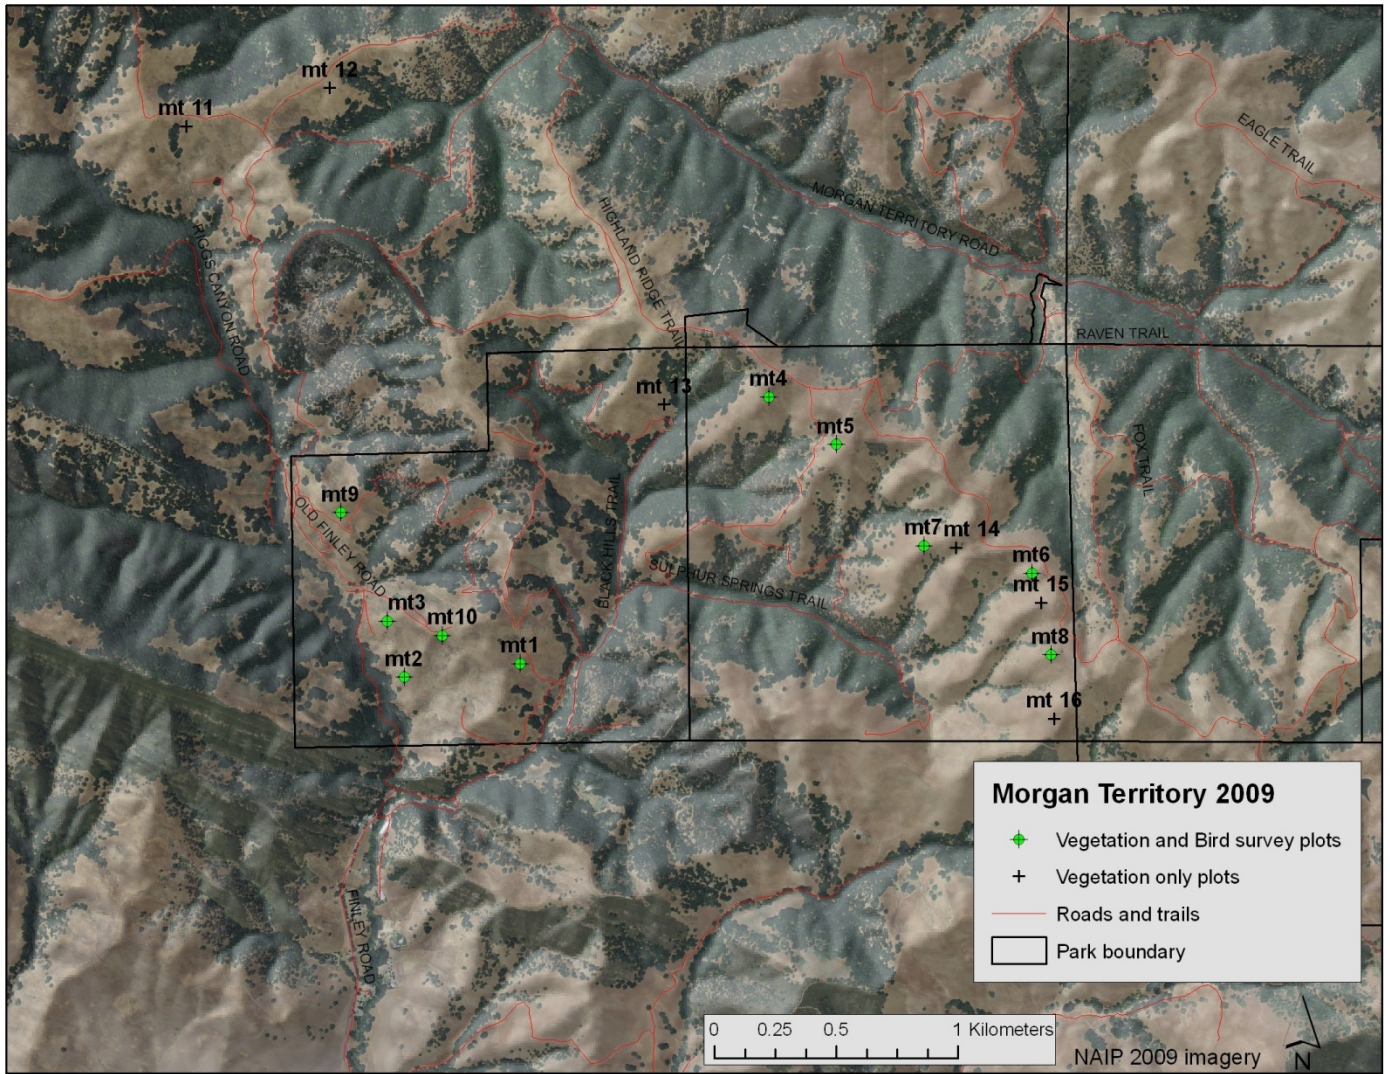 mt 12
mt 11
EAGLE TRAIL
MORGAN TERRITORY ROAD
HIGHLAND RIDGE TRAIL
RIGGS CANYON ROAD
RAVEN TRAIL
mt4
mt 13
mt5
FOX TRAIL
mt9
OLD FINLEY ROAD
BLACK HILLS TRAIL
mt7
mt 14
mt6
SULPHUR SPRINGS TRAIL
mt 15
mt3
mt10
mt1
mt8
mt2
mt 16
Morgan Territory 2009
Vegetation and Bird survey plots
Vegetation only plots
Roads and trails
Park boundary
FINLEY ROAD
0 0.25 0.5 1 Kilometers
NAIP 2009 imagery
N